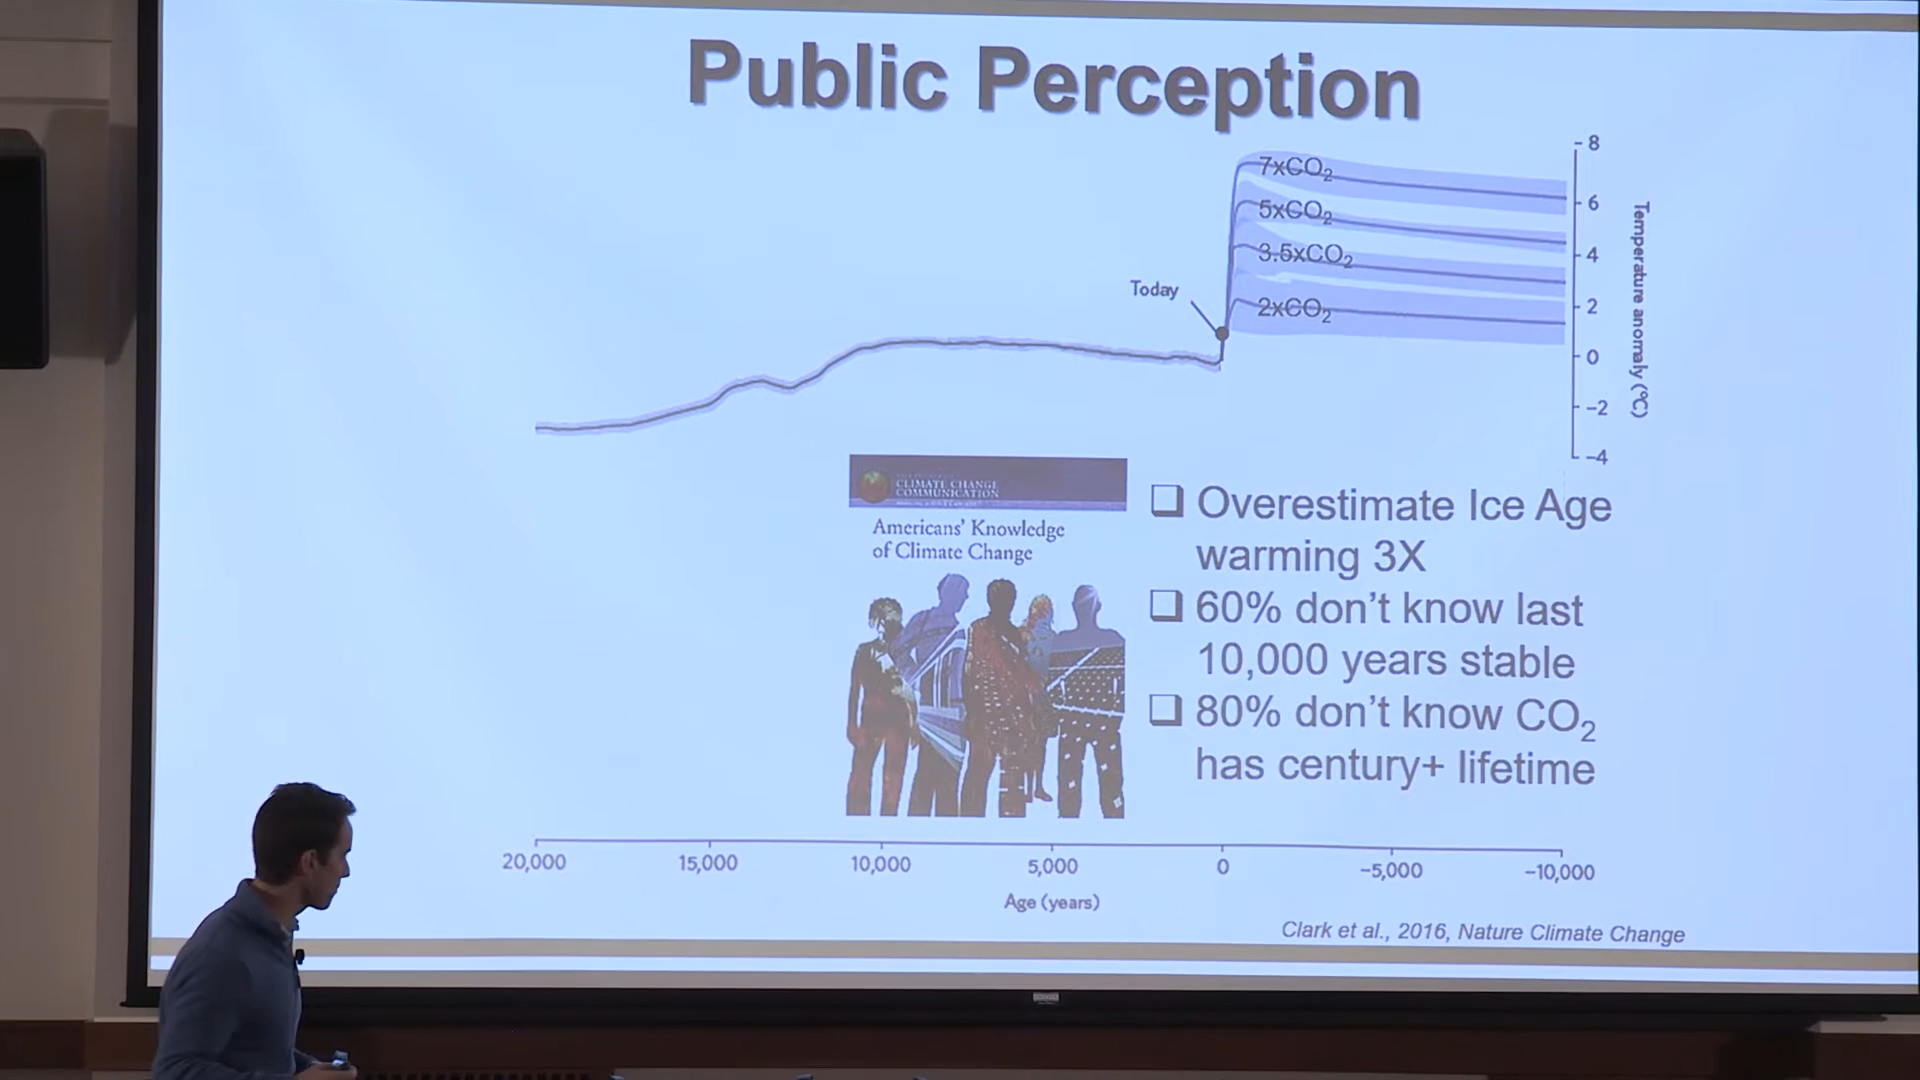 Public Perception
8
7xCO₂
6
5xCO₂
4
3.5xCO₂
Today
2
2xCO₂
0
−2
−4
Temperature anomaly (°C)
CLIMATE CHANGE
COMMUNICATION
Americans' Knowledge
of Climate Change
❑ Overestimate Ice Age
warming 3X
❑ 60% don't know last
10,000 years stable
❑ 80% don't know CO₂
has century+ lifetime
20,000 15,000 10,000 5,000 0 −5,000 −10,000
Age (years)
Clark et al., 2016, Nature Climate Change